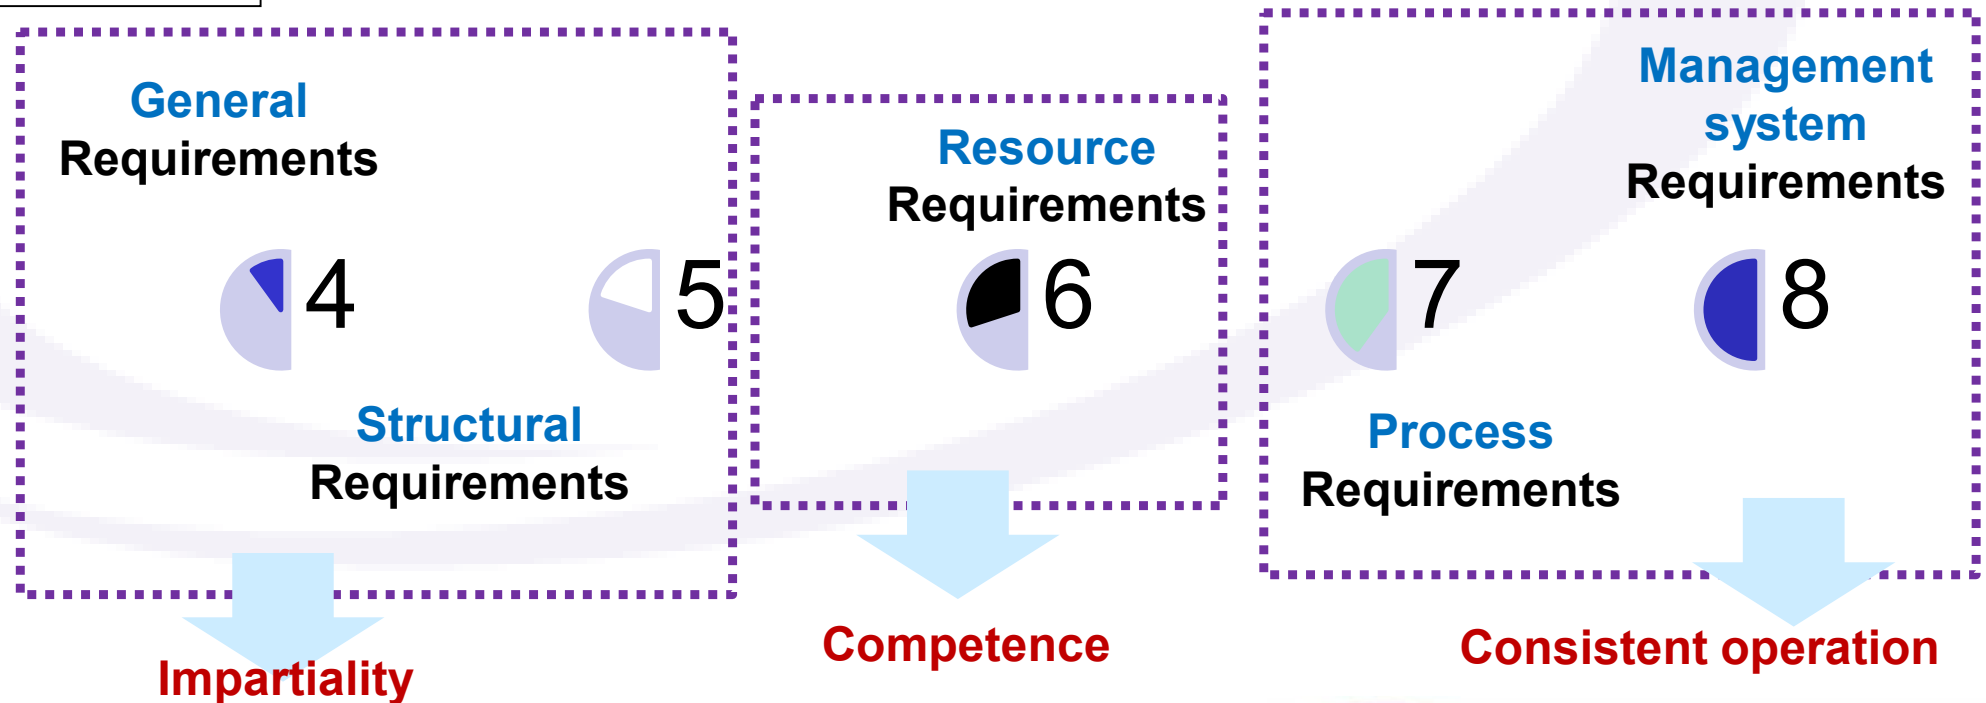 General
Requirements
4
5
Structural
Requirements
Impartiality
Resource
Requirements
6
Competence
7
Process
Requirements
Management
system
Requirements
8
Consistent operation